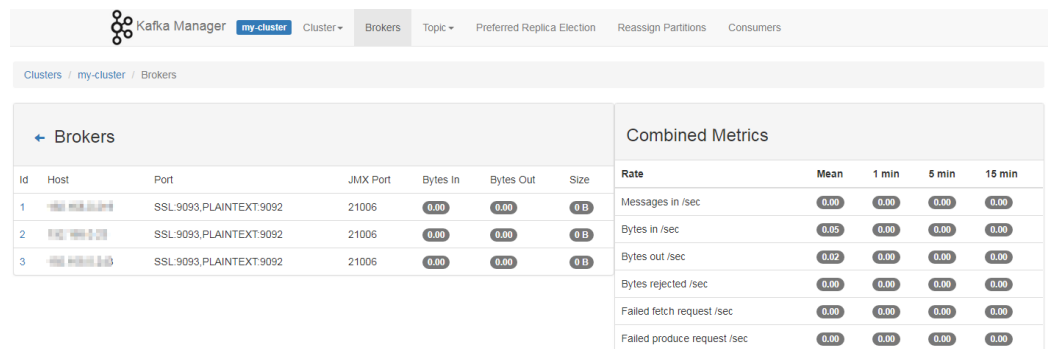 Kafka Manager my-cluster Cluster Brokers Topic Preferred Replica Election Reassign Partitions Consumers
Clusters / my-cluster / Brokers
← Brokers
Id Host Port JMX Port Bytes In Bytes Out Size
1 SSL:9093,PLAINTEXT:9092 21006 0.00 0.00 0 B
2 SSL:9093,PLAINTEXT:9092 21006 0.00 0.00 0 B
3 SSL:9093,PLAINTEXT:9092 21006 0.00 0.00 0 B
Combined Metrics
Rate Mean 1 min 5 min 15 min
Messages in /sec 0.00 0.00 0.00 0.00
Bytes in /sec 0.05 0.00 0.00 0.00
Bytes out /sec 0.02 0.00 0.00 0.00
Bytes rejected /sec 0.00 0.00 0.00 0.00
Failed fetch request /sec 0.00 0.00 0.00 0.00
Failed produce request /sec 0.00 0.00 0.00 0.00